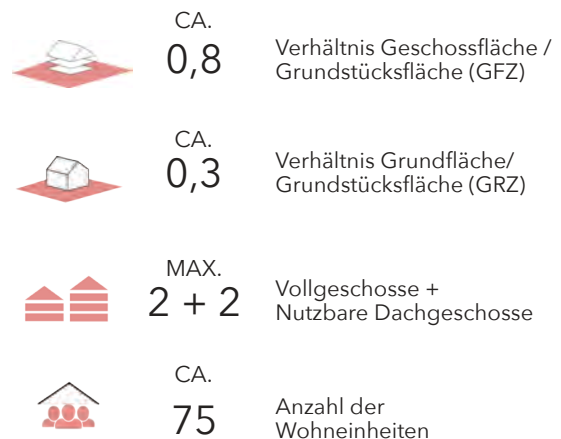 CA.
0,8
Verhältnis Geschossfläche /
Grundstücksfläche (GFZ)
CA.
0,3
Verhältnis Grundfläche/
Grundstücksfläche (GRZ)
MAX.
2 + 2
Vollgeschosse +
Nutzbare Dachgeschosse
CA.
75
Anzahl der
Wohneinheiten